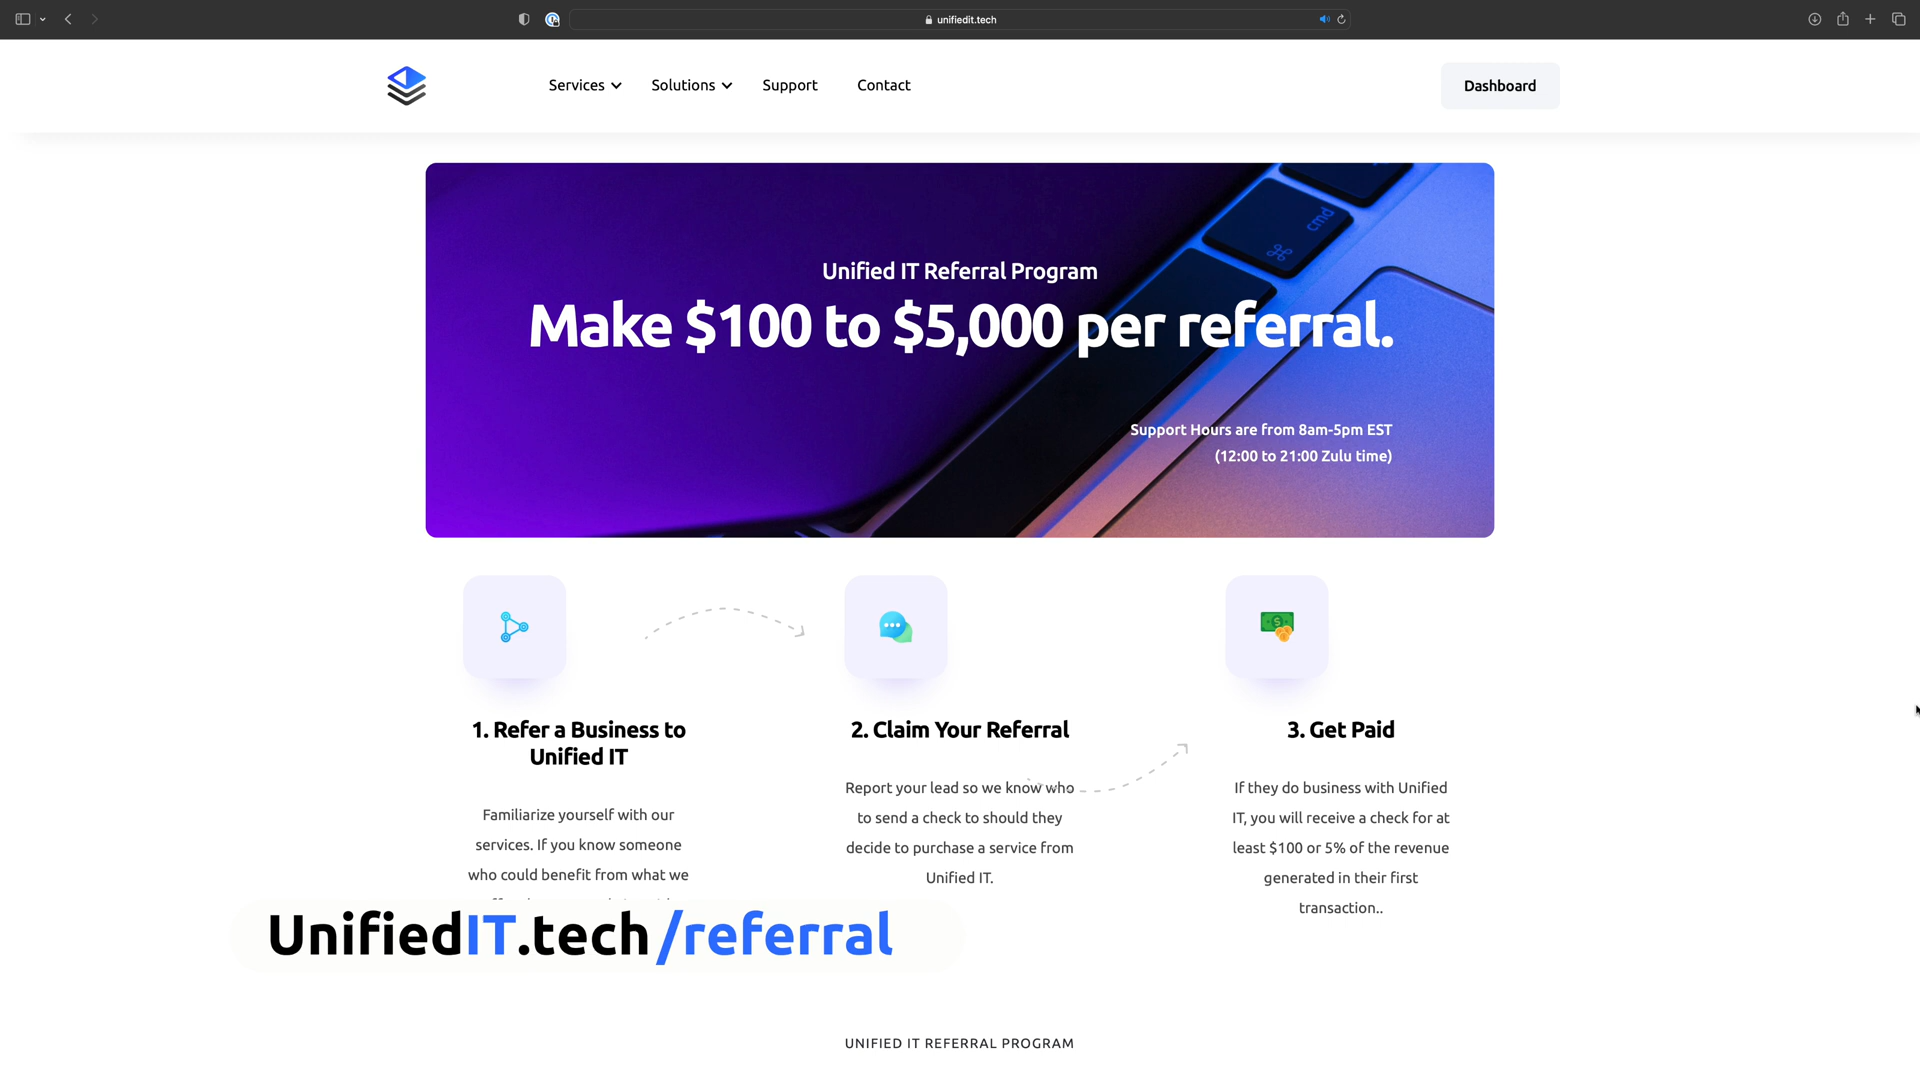 unifiedit.tech
Services
Solutions
Support
Contact
Dashboard
cmd
Unified IT Referral Program
Make $100 to $5,000 per referral.
Support Hours are from 8am-5pm EST
(12:00 to 21:00 Zulu time)
1. Refer a Business to
Unified IT
Familiarize yourself with our
services. If you know someone
who could benefit from what we
2. Claim Your Referral
Report your lead so we know who
to send a check to should they
decide to purchase a service from
Unified IT.
3. Get Paid
If they do business with Unified
IT, you will receive a check for at
least $100 or 5% of the revenue
generated in their first
transaction..
UnifiedIT.tech/referral
UNIFIED IT REFERRAL PROGRAM